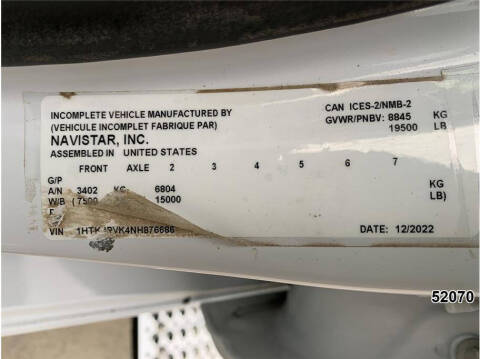 INCOMPLETE VEHICLE MANUFACTURED BY
(VEHICULE INCOMPLET FABRIQUE PAR)
NAVISTAR, INC.
ASSEMBLED IN UNITED STATES
CAN ICES-2/NMB-2
GVWR/PNBV: 8845 KG
19500 LB
FRONT AXLE 2 3 4 5 6 7
G/P
A/N 3402 KG 6804 KG
W/B (7500 15000 LB)
VIN DATE: 12/2022
52070